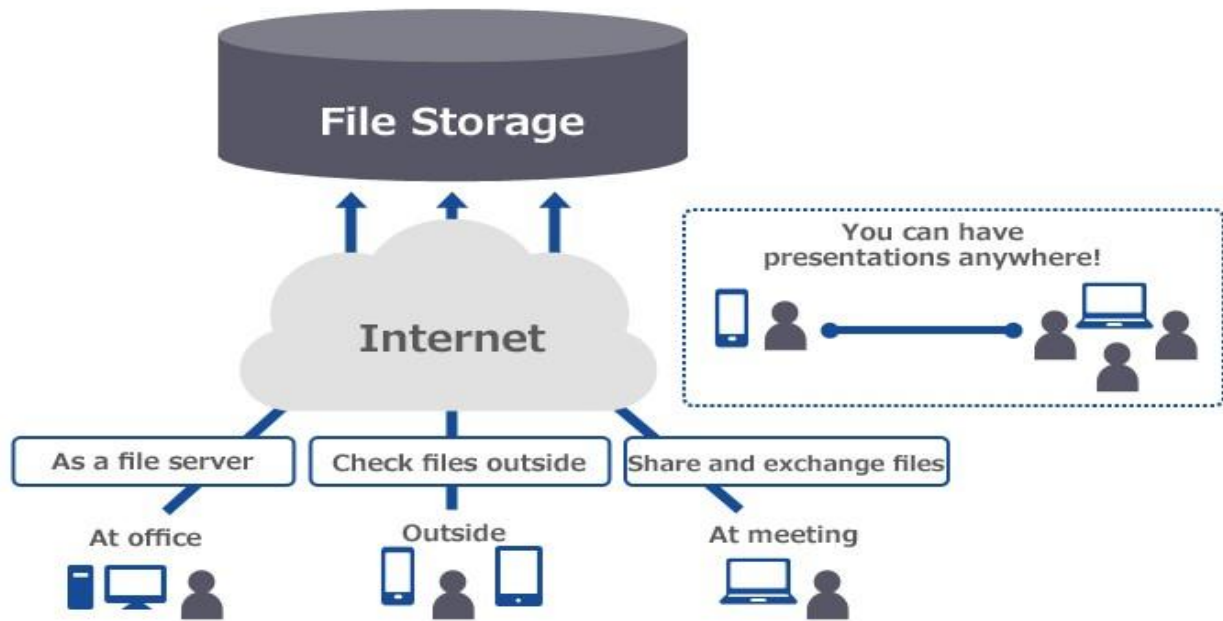 File Storage
You can have
presentations anywhere!
Internet
As a file server
Check files outside
Share and exchange files
At office
Outside
At meeting